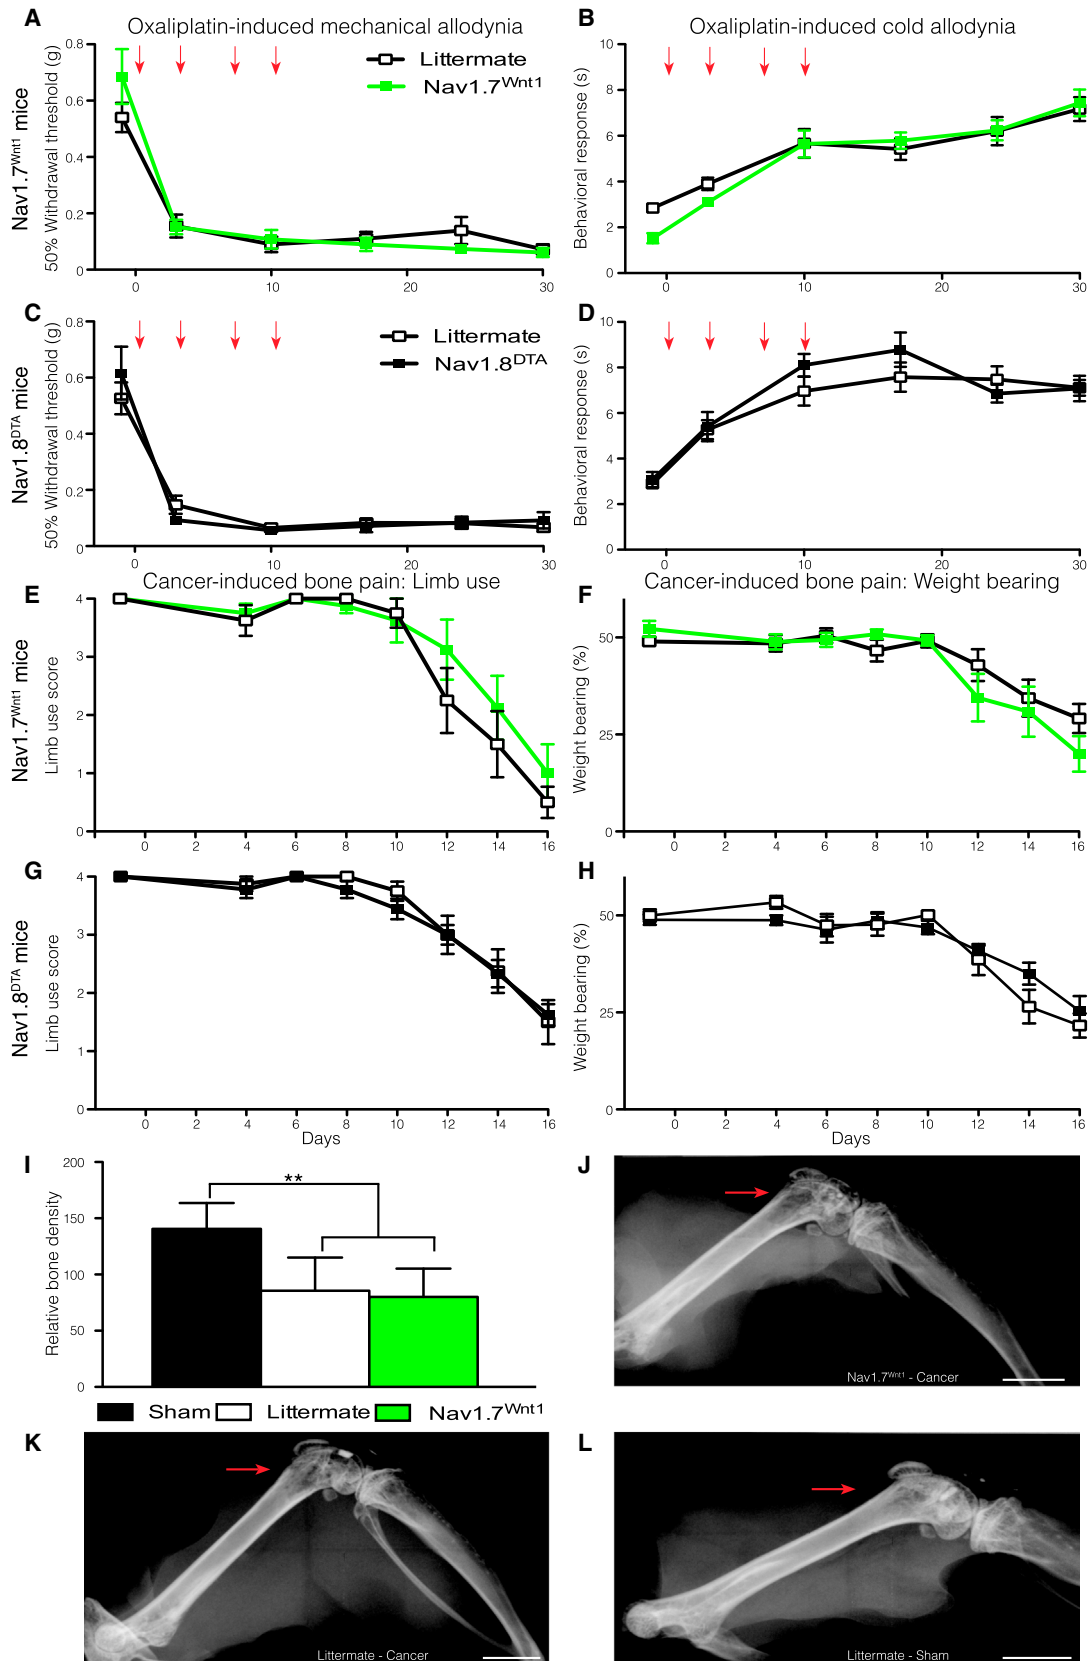 A
Oxaliplatin-induced mechanical allodynia
Nav1.7Wnt1 mice
50% Withdrawal threshold (g)
0.8
0.6
0.4
0.2
0
0
10
20
30
Littermate
Nav1.7Wnt1
B
Oxaliplatin-induced cold allodynia
Behavioral response (s)
10
8
6
4
2
0
0
10
20
30
C
Nav1.8DTA mice
50% Withdrawal threshold (g)
0.8
0.6
0.4
0.2
0
0
10
20
30
Littermate
Nav1.8DTA
D
Behavioral response (s)
10
8
6
4
2
0
0
10
20
30
E
Cancer-induced bone pain: Limb use
Nav1.7Wnt1 mice
Limb use score
4
3
2
1
0
0
2
4
6
8
10
12
14
16
F
Cancer-induced bone pain: Weight bearing
Weight bearing (%)
50
25
0
0
2
4
6
8
10
12
14
16
G
Nav1.8DTA mice
Limb use score
4
3
2
1
0
0
2
4
6
8
10
12
14
16
Days
H
Weight bearing (%)
50
25
0
0
2
4
6
8
10
12
14
16
Days
I
Relative bone density
200
150
100
50
0
**
Sham
Littermate
Nav1.7Wnt1
J
Nav1.7Wnt1 - Cancer
K
Littermate - Cancer
L
Littermate - Sham